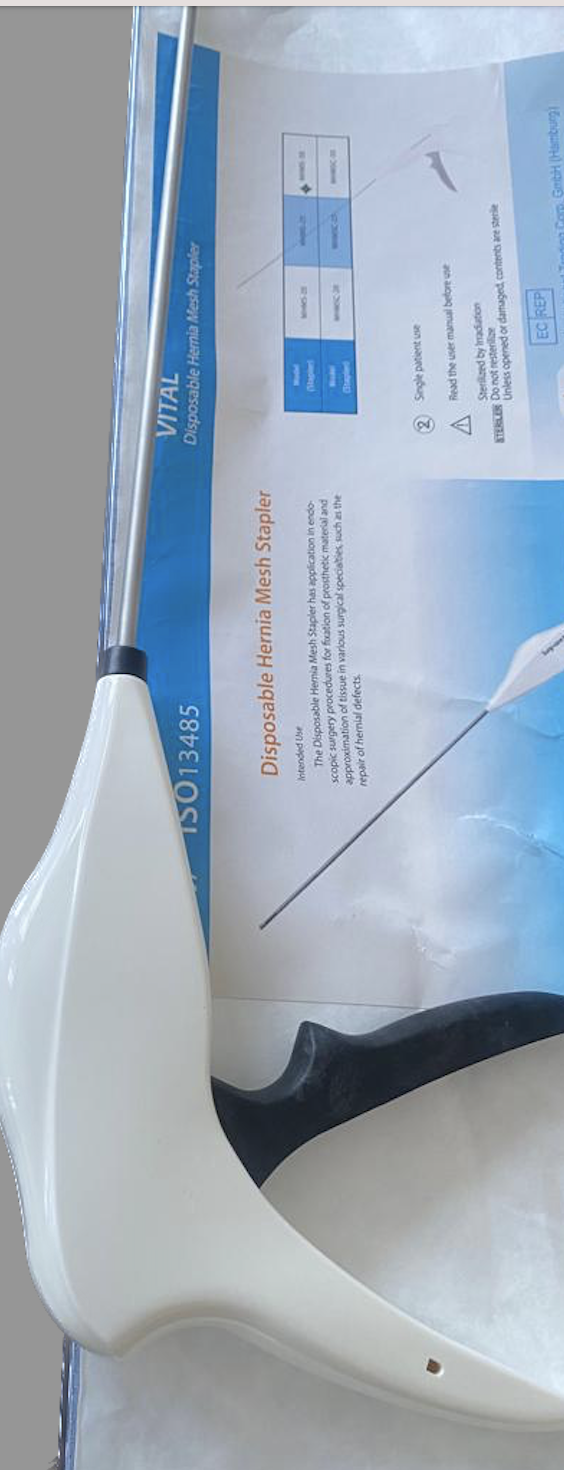 VITAL
Disposable Hernia Mesh Stapler
ISO13485
Disposable Hernia Mesh Stapler
Intended Use
The Disposable Hernia Mesh Stapler has application in endo-
scopic surgery procedures for fixation of prosthetic material and
approximation of tissue in various surgical specialties, such as the
repair of hernial defects.
Model
(Stapler)
Model
(Stapler)
2
Single patient use
Read the user manual before use
Sterilized by Irradiation
STERILE R Do not resterilize
Unless opened or damaged, contents are sterile
EC REP
Corp. GmbH (Hamburg)